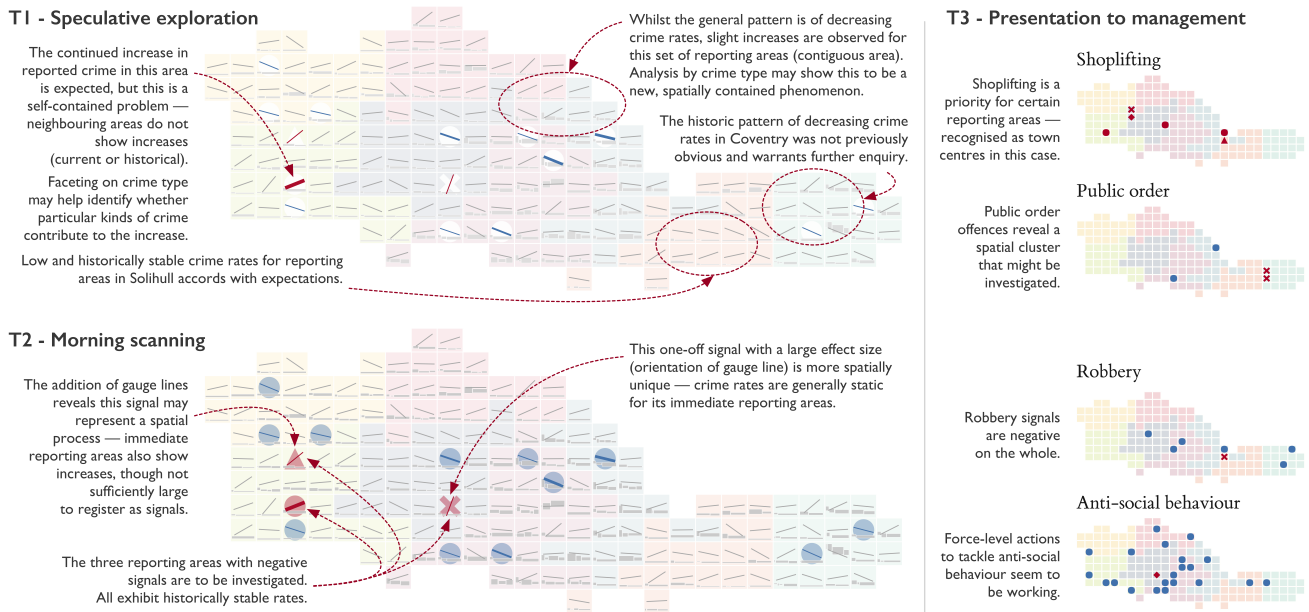 T1 - Speculative exploration
The continued increase in
reported crime in this area
is expected, but this is a
self-contained problem —
neighbouring areas do not
show increases
(current or historical).
Faceting on crime type
may help identify whether
particular kinds of crime
contribute to the increase.
Low and historically stable crime rates for reporting
areas in Solihull accords with expectations.
Whilst the general pattern is of decreasing
crime rates, slight increases are observed for
this set of reporting areas (contiguous area).
Analysis by crime type may show this to be a
new, spatially contained phenomenon.
The historic pattern of decreasing crime
rates in Coventry was not previously
obvious and warrants further enquiry.
T2 - Morning scanning
The addition of gauge lines
reveals this signal may
represent a spatial
process — immediate
reporting areas also show
increases, though not
sufficiently large
to register as signals.
The three reporting areas with negative
signals are to be investigated.
All exhibit historically stable rates.
This one-off signal with a large effect size
(orientation of gauge line) is more spatially
unique — crime rates are generally static
for its immediate reporting areas.
T3 - Presentation to management
Shoplifting
Shoplifting is a
priority for certain
reporting areas —
recognised as town
centres in this case.
Public order
Public order
offences reveal a
spatial cluster
that might be
investigated.
Robbery
Robbery signals
are negative
on the whole.
Anti-social behaviour
Force-level actions
to tackle anti-social
behaviour seem to
be working.